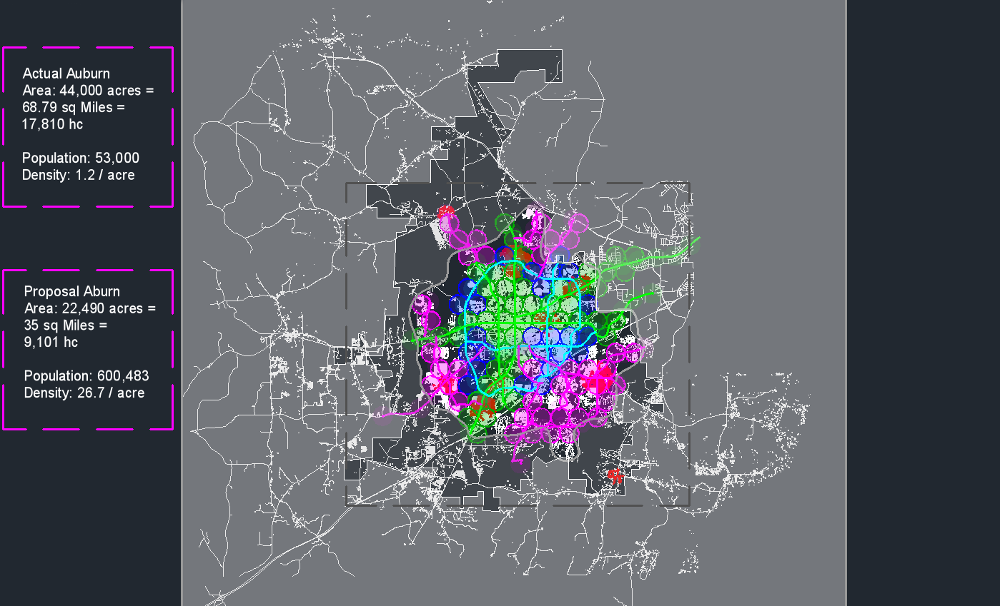 Actual Auburn
Area: 44,000 acres =
68.79 sq Miles =
17,810 hc
Population: 53,000
Density: 1.2 / acre
Proposal Aburn
Area: 22,490 acres =
35 sq Miles =
9,101 hc
Population: 600,483
Density: 26.7 / acre